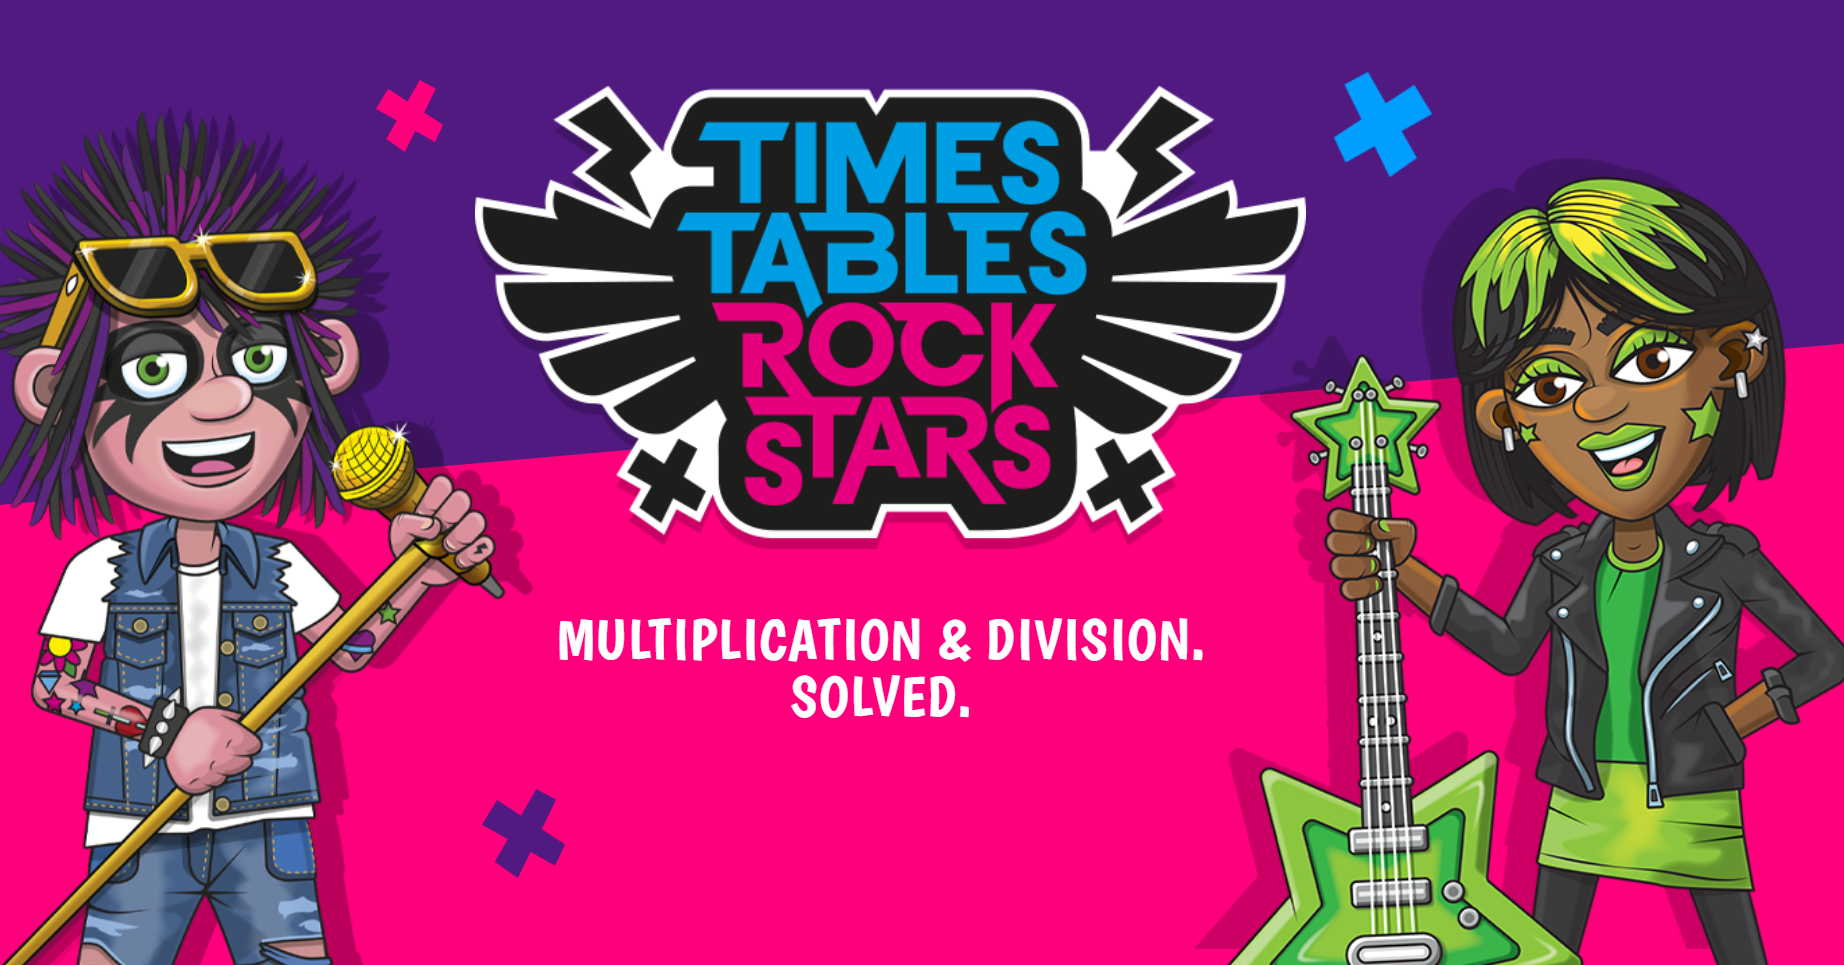 TIMES
TABLES
ROCK
STARS
MULTIPLICATION & DIVISION.
SOLVED.